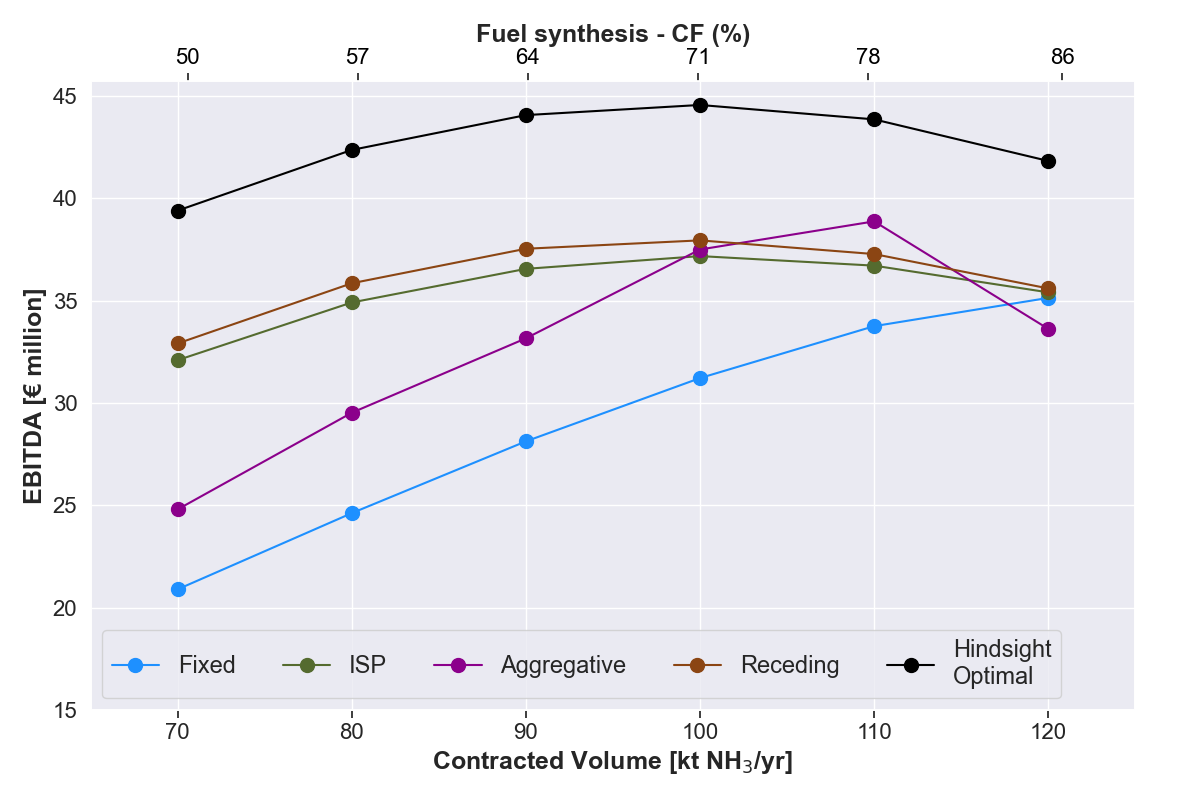 Fuel synthesis - CF (%)
50 57 64 71 78 86
45
40
35
30
25
20
15
EBITDA [€ million]
Fixed ISP Aggregative Receding Hindsight
Optimal
70 80 90 100 110 120
Contracted Volume [kt NH₃/yr]